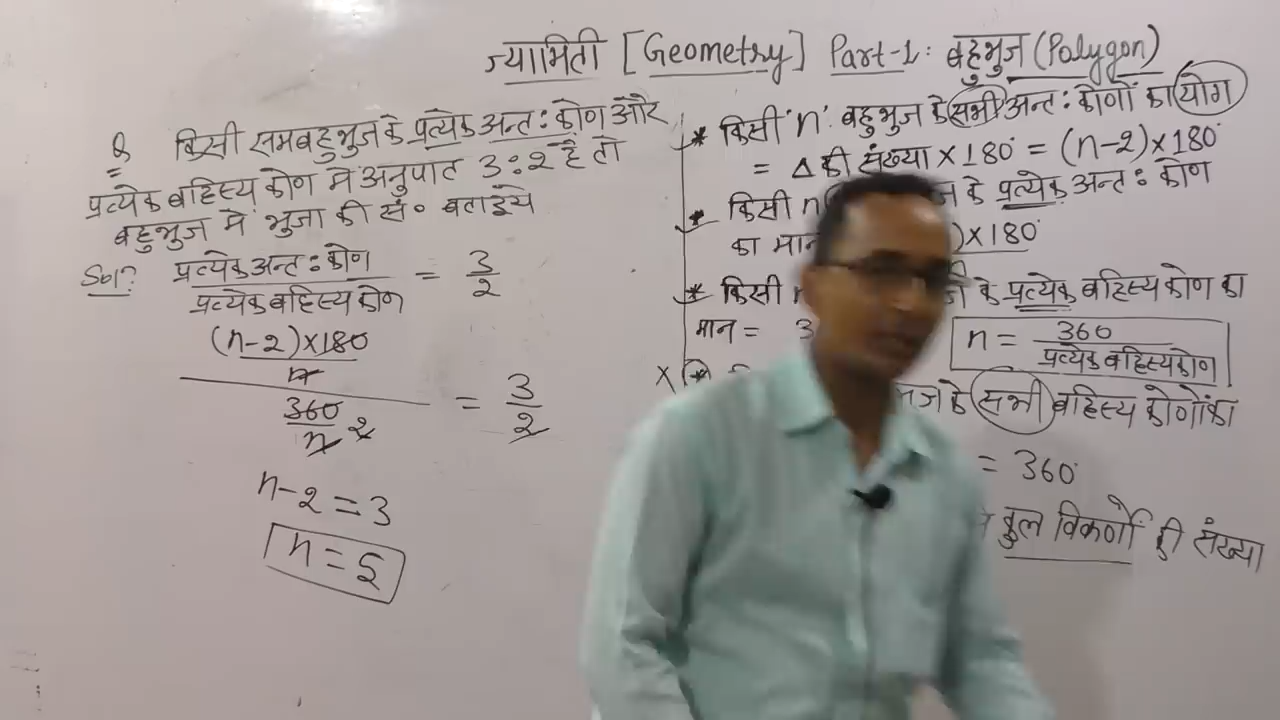 ज्यामिती [Geometry] Part-1: बहुभुज (Polygon)
Q किसी समबहुभुज के प्रत्येक अन्त: कोण और
प्रत्येक बहिस्य कोण मे अनुपात 3:2 है तो
बहुभुज में भुजा की सं० बताइये
Sol?
प्रत्येक अन्त: कोण
प्रत्येक बहिस्य कोण
= 3/2
(n-2)×180
n
360
n 2
= 3/2
n-2=3
n=5
* किसी 'n' बहुभुज के सभी अन्त: कोणों का योग
= Δ की संख्या × 180° = (n-2)×180°
* किसी n के प्रत्येक अन्त: कोण
का मान )×180°
* किसी के प्रत्येक बहिस्य कोण का
मान = 3
n = 360/प्रत्येक बहिस्य कोण
× *
के सभी बहिस्य कोणों का
= 360°
कुल विकर्णों की संख्या